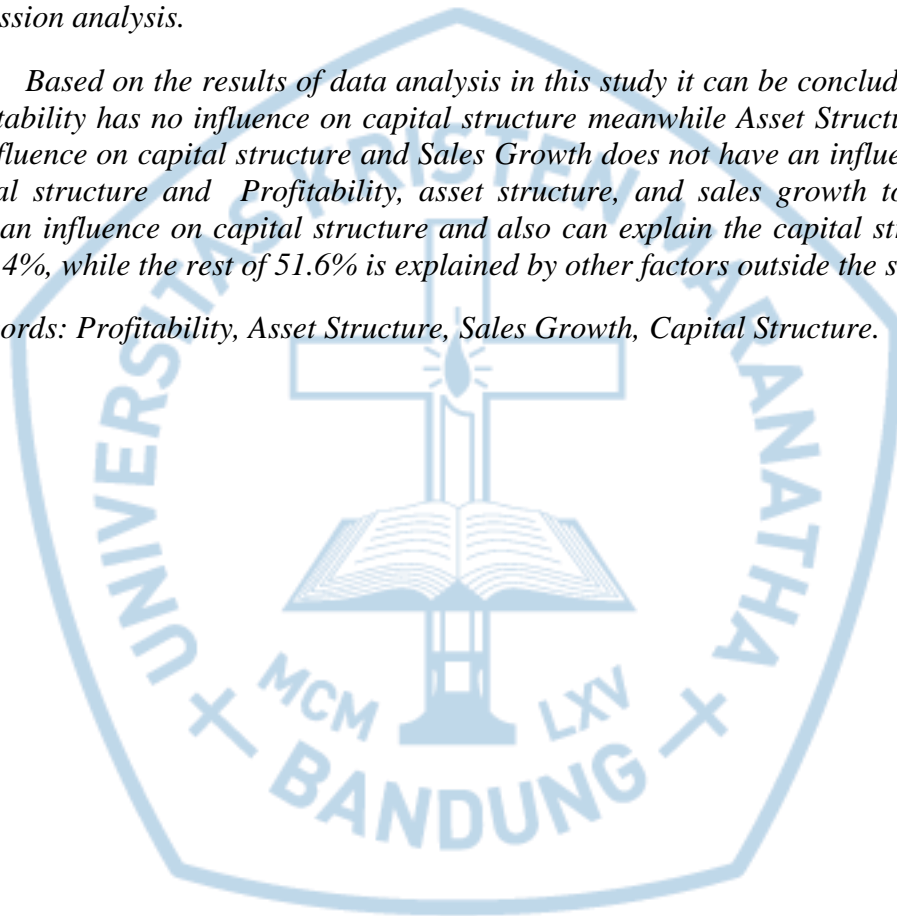 ssion analysis.
Based on the results of data analysis in this study it can be conclud
tability has no influence on capital structure meanwhile Asset Structu
fluence on capital structure and Sales Growth does not have an influe
al structure and Profitability, asset structure, and sales growth to
an influence on capital structure and also can explain the capital str
4%, while the rest of 51.6% is explained by other factors outside the s
ords: Profitability, Asset Structure, Sales Growth, Capital Structure.
UNIVERSITAS KRISTEN MARANATHA
MCM LXV
BANDUNG